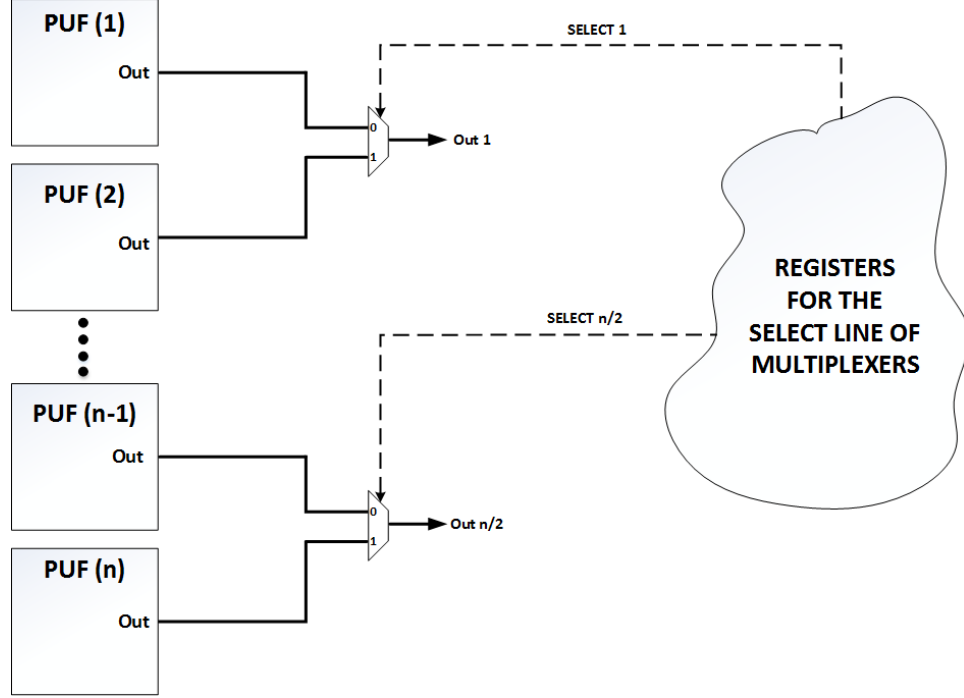 PUF (1)
Out
SELECT 1
0
1
Out 1
PUF (2)
Out
REGISTERS
FOR THE
SELECT LINE OF
MULTIPLEXERS
SELECT n/2
PUF (n-1)
Out
0
1
Out n/2
PUF (n)
Out